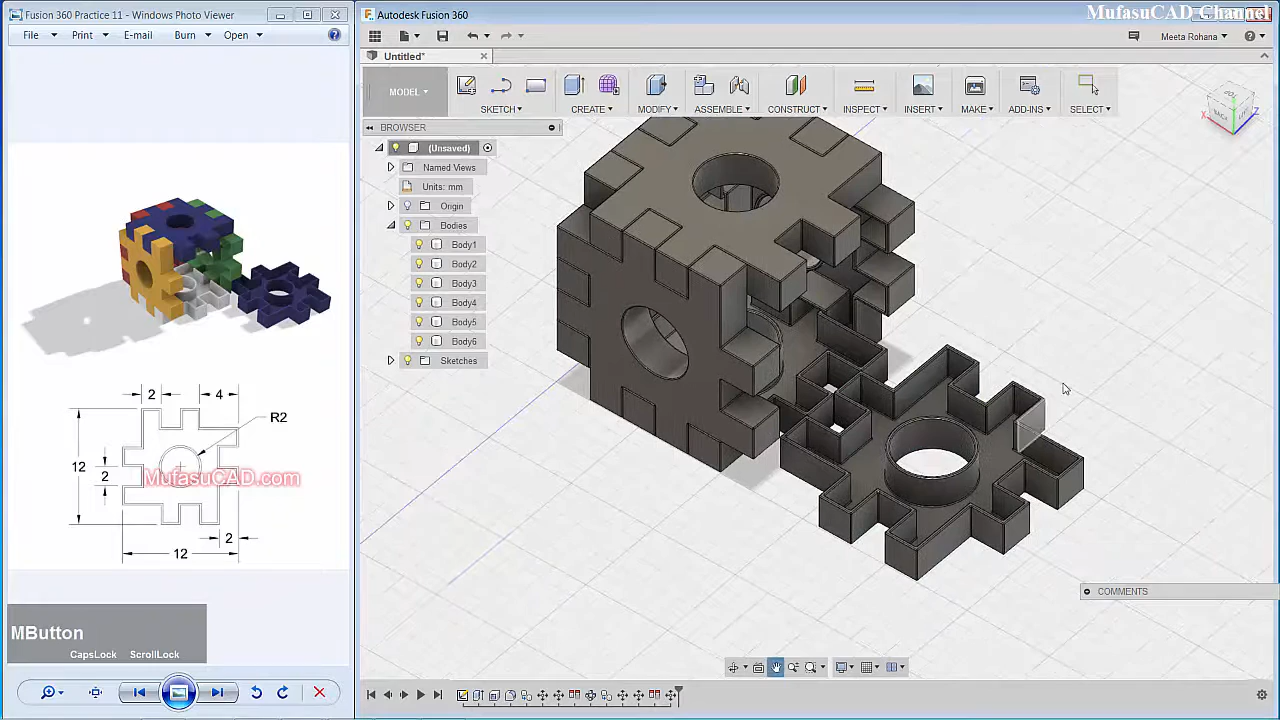 Fusion 360 Practice 11 - Windows Photo Viewer
File Print E-mail Burn Open
2 4
R2
12
2
MufasuCAD.com
2
12
MButton
CapsLock ScrollLock
Autodesk Fusion 360
MufasuCAD Channel
Meeta Rohana
Untitled*
MODEL
SKETCH CREATE MODIFY ASSEMBLE CONSTRUCT INSPECT INSERT MAKE ADD-INS SELECT
BROWSER
(Unsaved)
Named Views
Units: mm
Origin
Bodies
Body1
Body2
Body3
Body4
Body5
Body6
Sketches
X
Z
BACK
COMMENTS